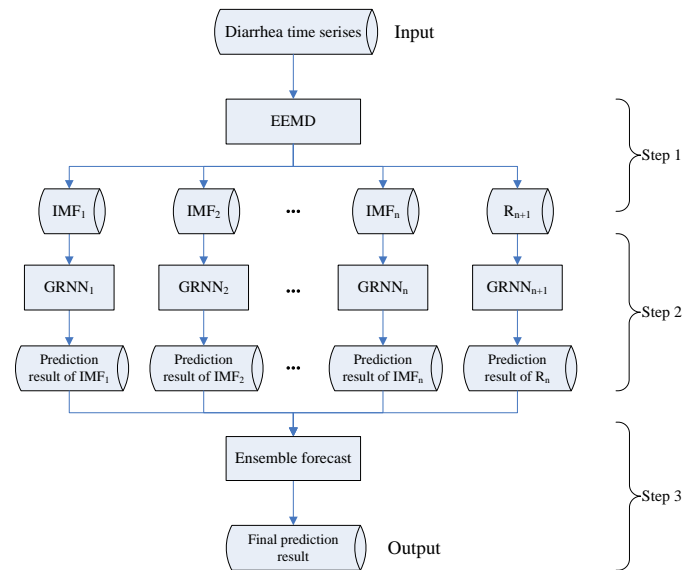 Diarrhea time serises Input
EEMD
Step 1
IMF1 IMF2 ... IMFn Rn+1
GRNN1 GRNN2 ... GRNNn GRNNn+1
Step 2
Prediction result of IMF1
Prediction result of IMF2
...
Prediction result of IMFn
Prediction result of Rn
Ensemble forecast
Step 3
Final prediction
result
Output